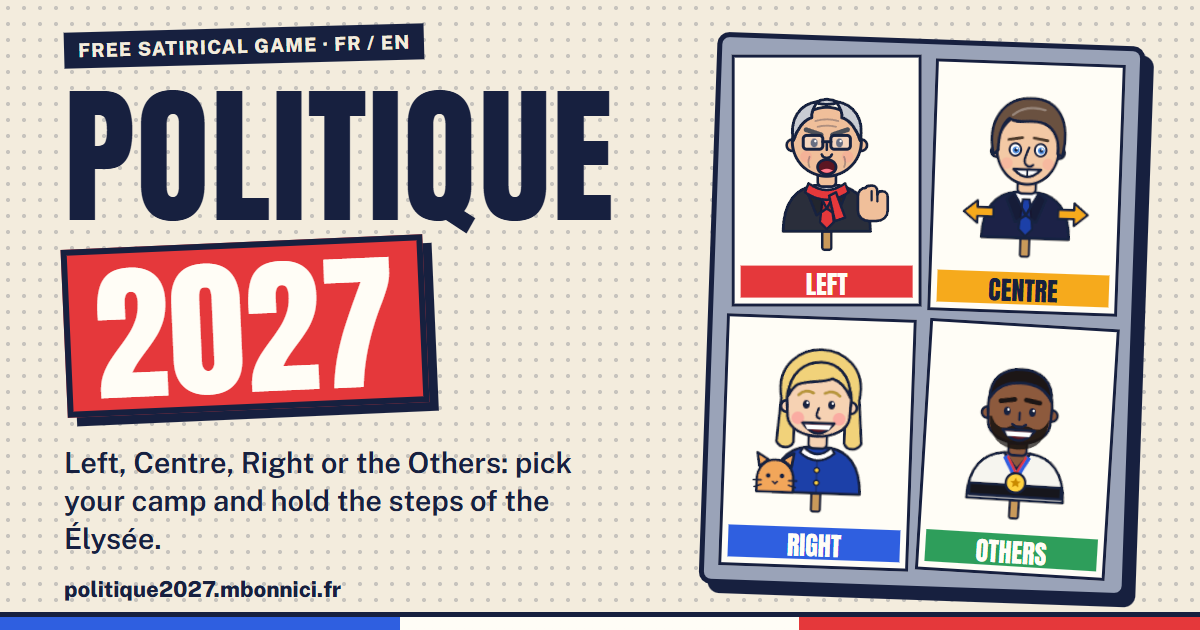 FREE SATIRICAL GAME · FR / EN
POLITIQUE
2027
Left, Centre, Right or the Others: pick
your camp and hold the steps of the
Élysée.
politique2027.mbonnici.fr
LEFT
CENTRE
RIGHT
OTHERS